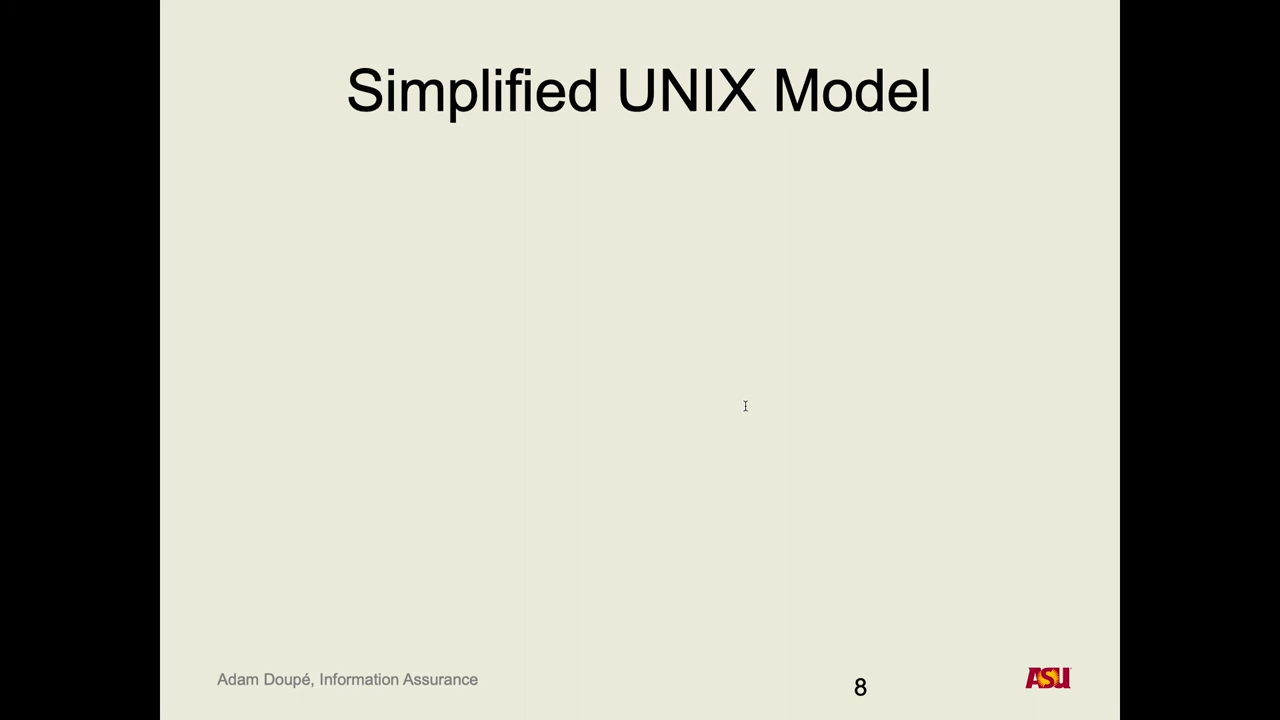 Simplified UNIX Model
Adam Doupé, Information Assurance
8
ASU